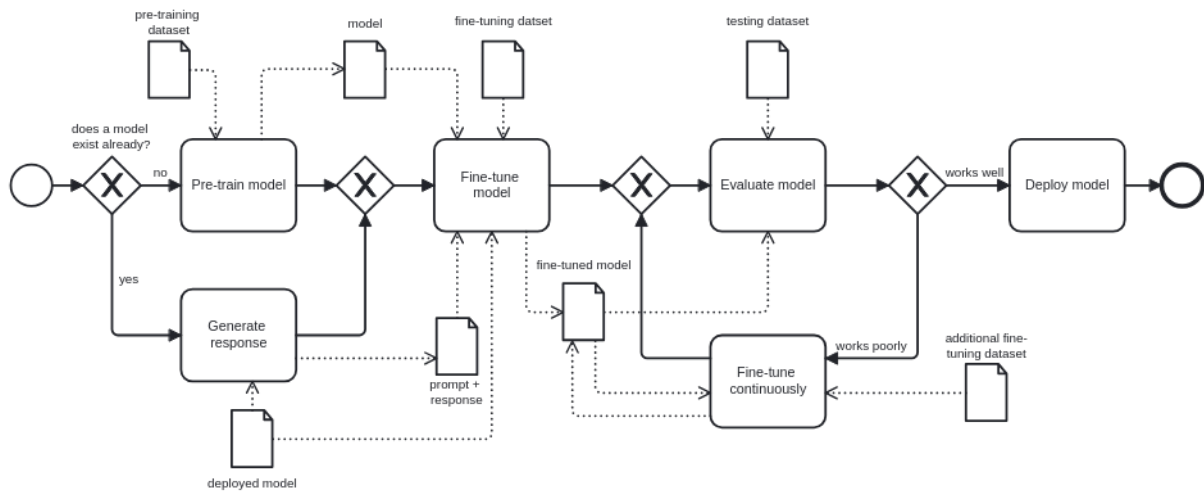 pre-training
dataset
model
fine-tuning datset
testing dataset
does a model
exist already?
no
Pre-train model
Fine-tune
model
Evaluate model
works well
Deploy model
yes
fine-tuned model
Generate
response
prompt +
response
works poorly
additional fine-
tuning dataset
Fine-tune
continuously
deployed model